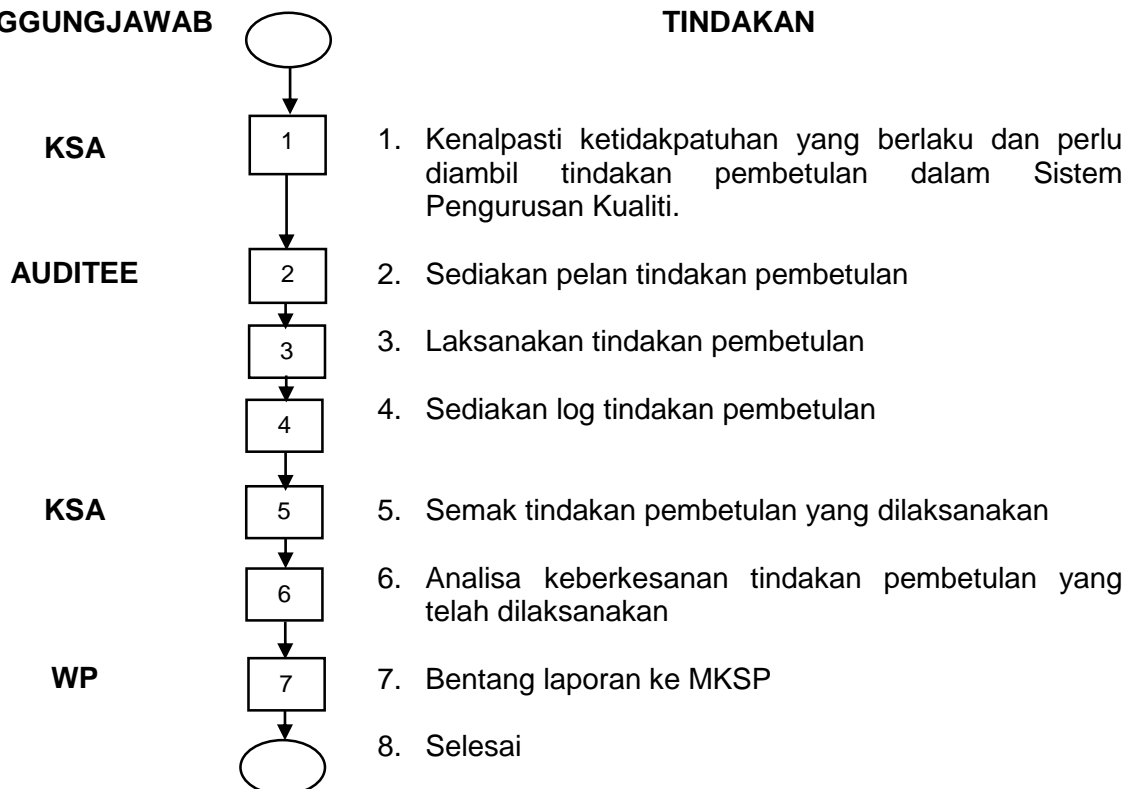 GGUNGJAWAB TINDAKAN
KSA 1 1. Kenalpasti ketidakpatuhan yang berlaku dan perlu
diambil tindakan pembetulan dalam Sistem
Pengurusan Kualiti.
AUDITEE 2 2. Sediakan pelan tindakan pembetulan
3 3. Laksanakan tindakan pembetulan
4 4. Sediakan log tindakan pembetulan
KSA 5 5. Semak tindakan pembetulan yang dilaksanakan
6 6. Analisa keberkesanan tindakan pembetulan yang
telah dilaksanakan
WP 7 7. Bentang laporan ke MKSP
8. Selesai